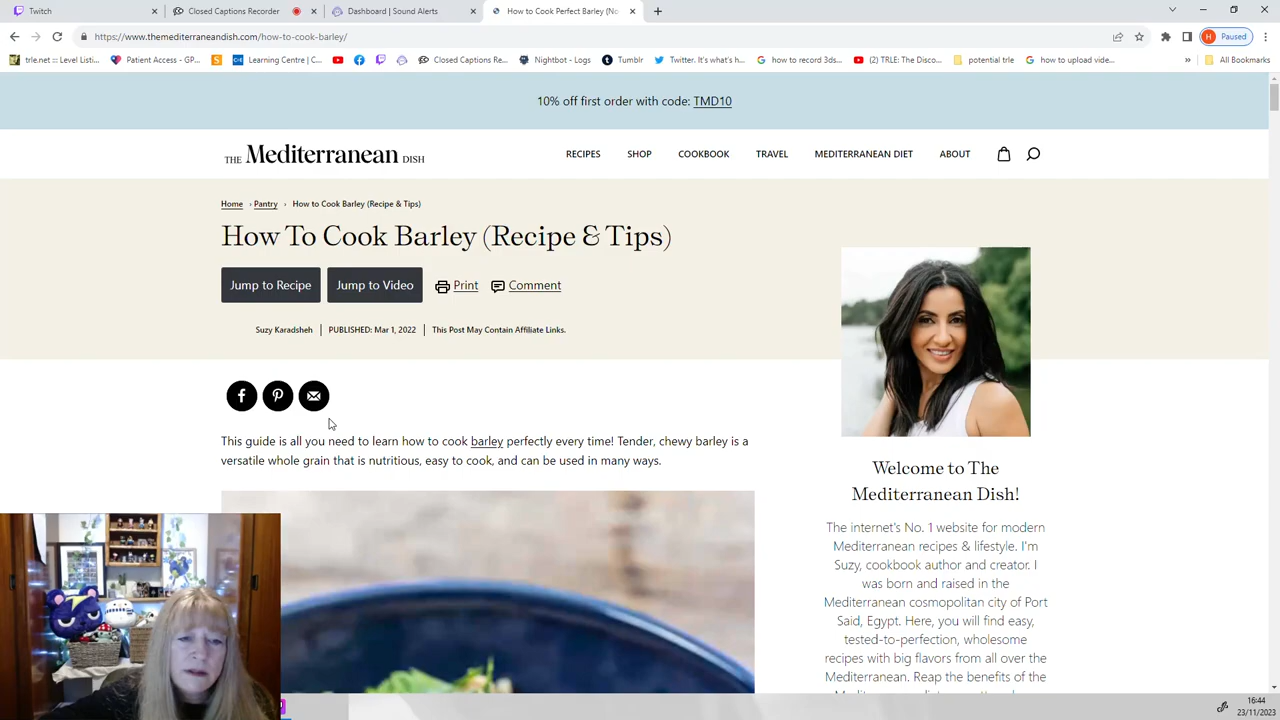 Twitch
Closed Captions Recorder
Dashboard | Sound Alerts
How to Cook Perfect Barley (No
https://www.themediterraneandish.com/how-to-cook-barley/
H Paused
trle.net ::: Level Listi...
Patient Access - GP...
Learning Centre | C...
Closed Captions Re...
Nightbot - Logs
Tumblr
Twitter. It's what's h...
how to record 3ds...
(2) TRLE: The Disco...
potential trle
how to upload vide...
»
All Bookmarks
10% off first order with code: TMD10
THE Mediterranean DISH
RECIPES
SHOP
COOKBOOK
TRAVEL
MEDITERRANEAN DIET
ABOUT
Home › Pantry › How to Cook Barley (Recipe & Tips)
How To Cook Barley (Recipe & Tips)
Jump to Recipe
Jump to Video
Print
Comment
Suzy Karadsheh
PUBLISHED: Mar 1, 2022
This Post May Contain Affiliate Links.
This guide is all you need to learn how to cook barley perfectly every time! Tender, chewy barley is a
versatile whole grain that is nutritious, easy to cook, and can be used in many ways.
Welcome to The
Mediterranean Dish!
The internet's No. 1 website for modern
Mediterranean recipes & lifestyle. I'm
Suzy, cookbook author and creator. I
was born and raised in the
Mediterranean cosmopolitan city of Port
Said, Egypt. Here, you will find easy,
tested-to-perfection, wholesome
recipes with big flavors from all over the
Mediterranean. Reap the benefits of the
16:44
23/11/2023